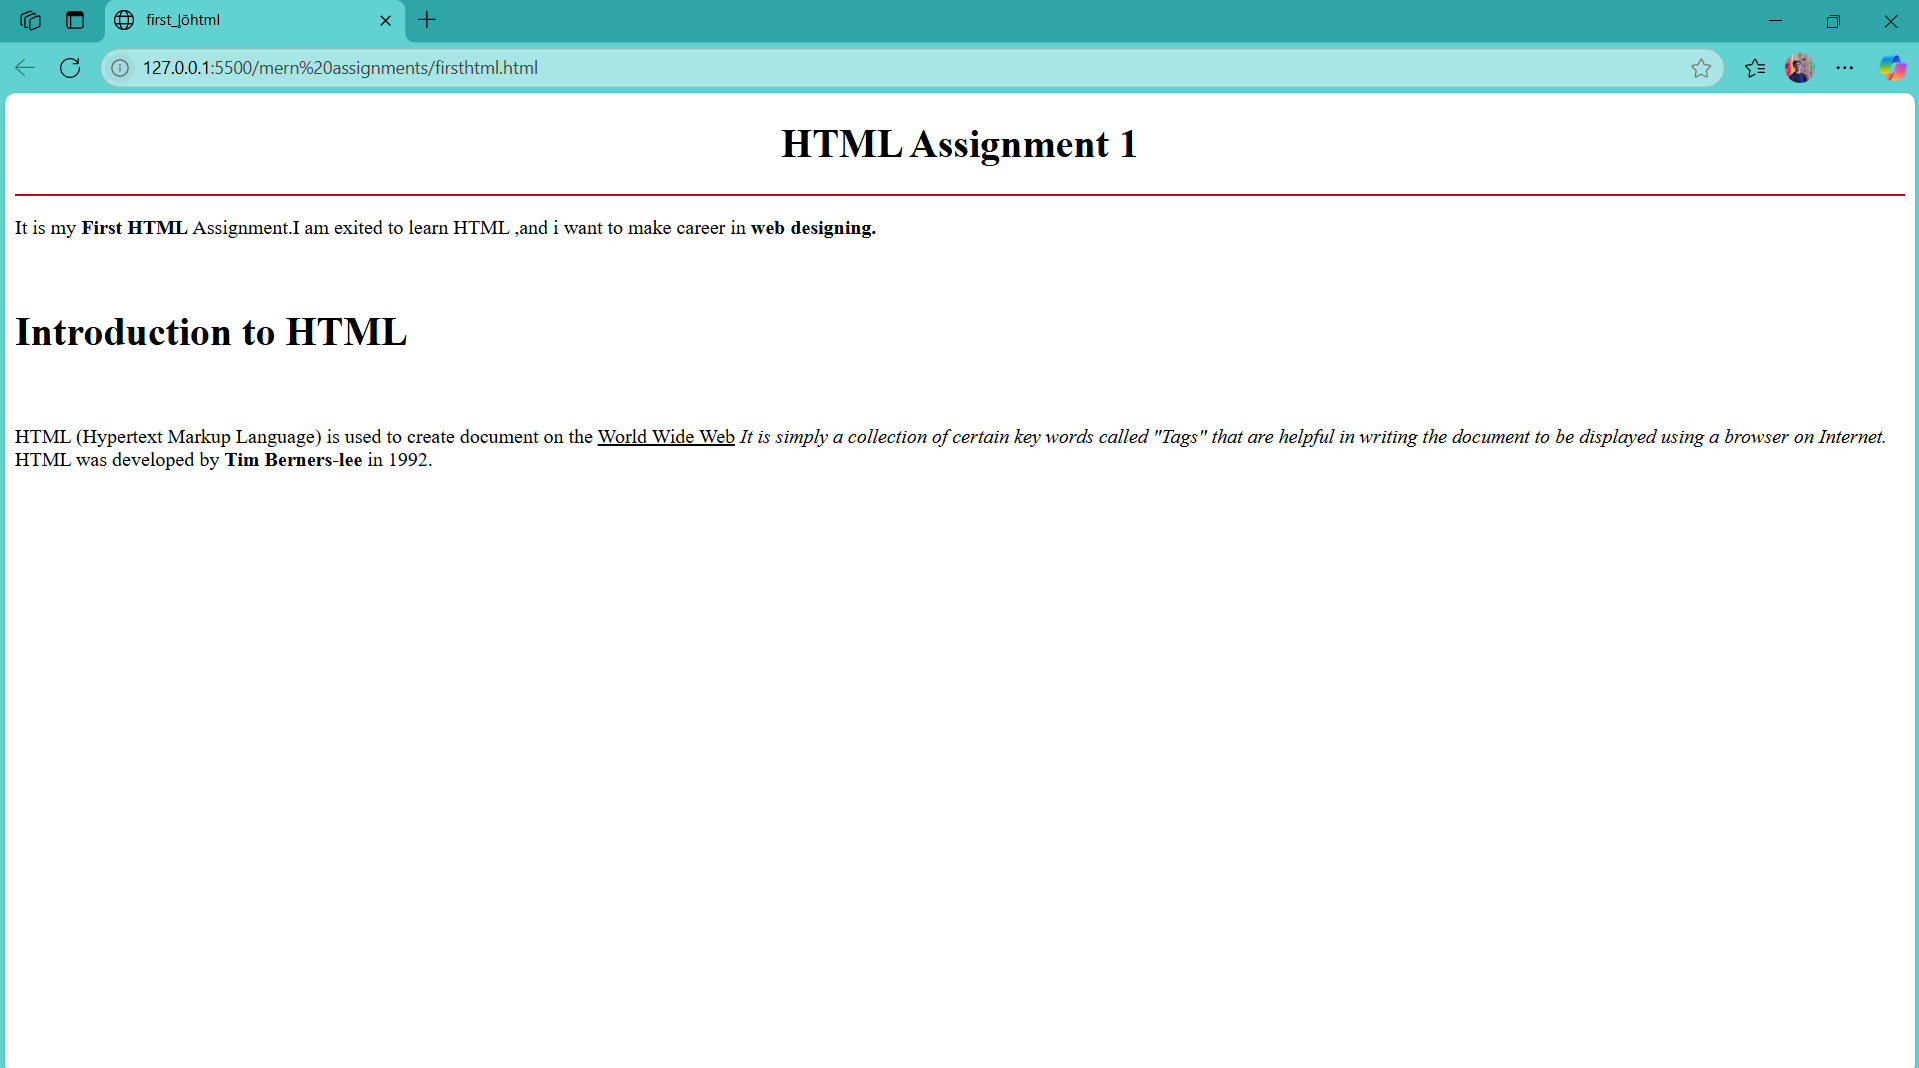 first_ļōhtml
127.0.0.1:5500/mern%20assignments/firsthtml.html
HTML Assignment 1
It is my First HTML Assignment.I am exited to learn HTML ,and i want to make career in web designing.
Introduction to HTML
HTML (Hypertext Markup Language) is used to create document on the World Wide Web It is simply a collection of certain key words called "Tags" that are helpful in writing the document to be displayed using a browser on Internet.
HTML was developed by Tim Berners-lee in 1992.